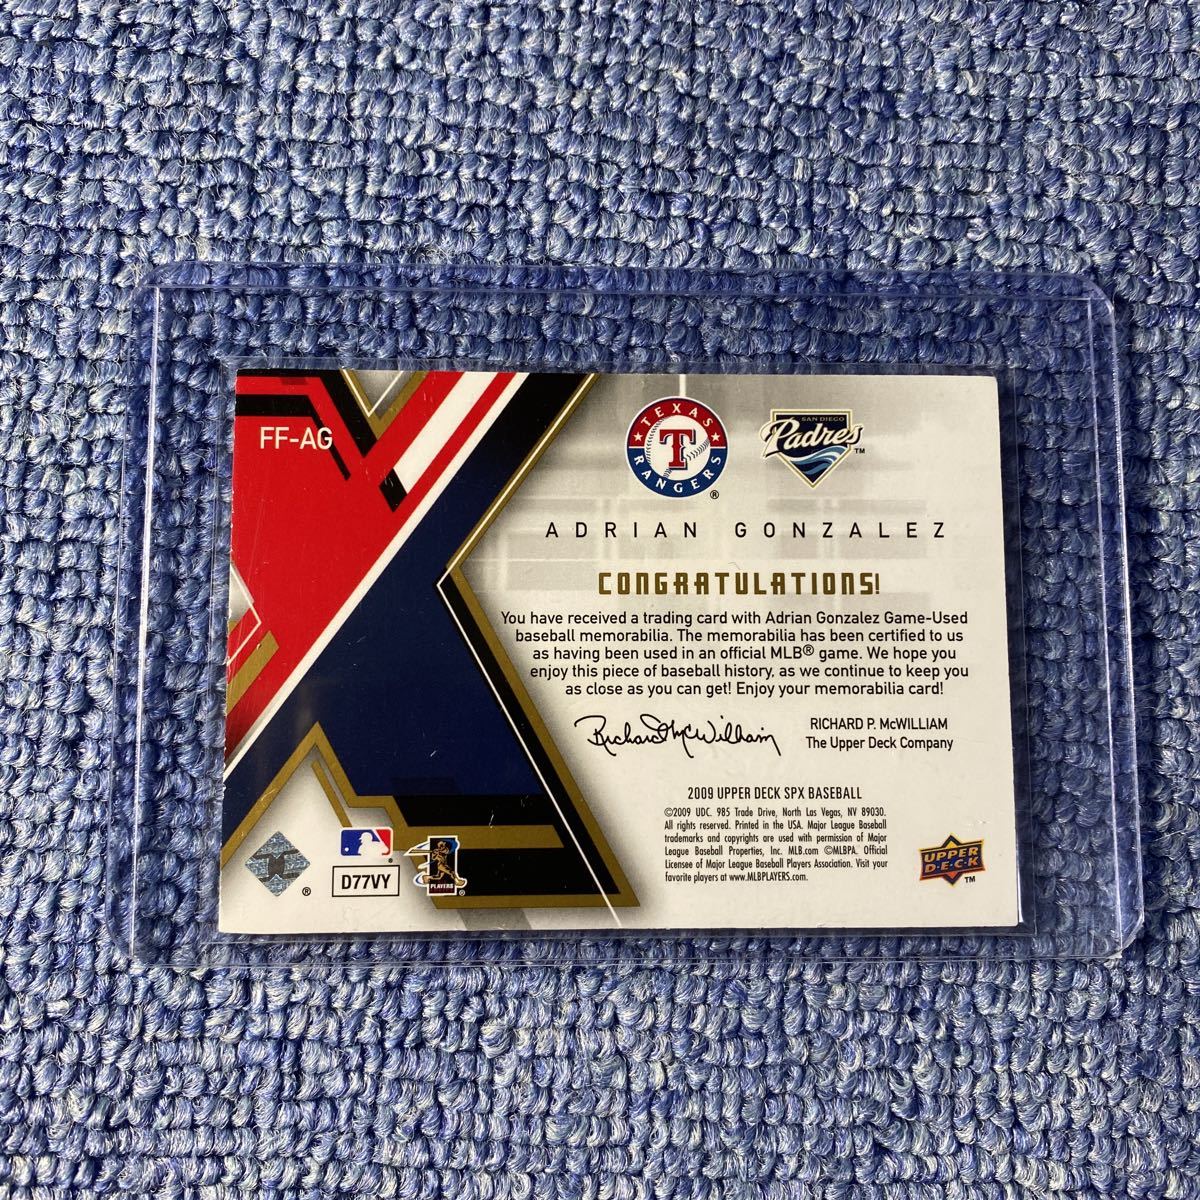 FF-AG
TEXAS
T
RANGERS
®
SAN DIEGO
Padres
™
ADRIAN GONZALEZ
CONGRATULATIONS!
You have received a trading card with Adrian Gonzalez Game-Used
baseball memorabilia. The memorabilia has been certified to us
as having been used in an official MLB® game. We hope you
enjoy this piece of baseball history, as we continue to keep you
as close as you can get! Enjoy your memorabilia card!
Richard McWilliam
RICHARD P. McWILLIAM
The Upper Deck Company
2009 UPPER DECK SPX BASEBALL
©2009 UDC. 985 Trade Drive, North Las Vegas, NV 89030.
All rights reserved. Printed in the USA. Major League Baseball
trademarks and copyrights are used with permission of Major
League Baseball Properties, Inc. MLB.com ©MLBPA. Official
Licensee of Major League Baseball Players Association. Visit your
favorite players at www.MLBPLAYERS.com.
®
D77VY
®
PLAYERS
®
UPPER
D·E·C·K
™